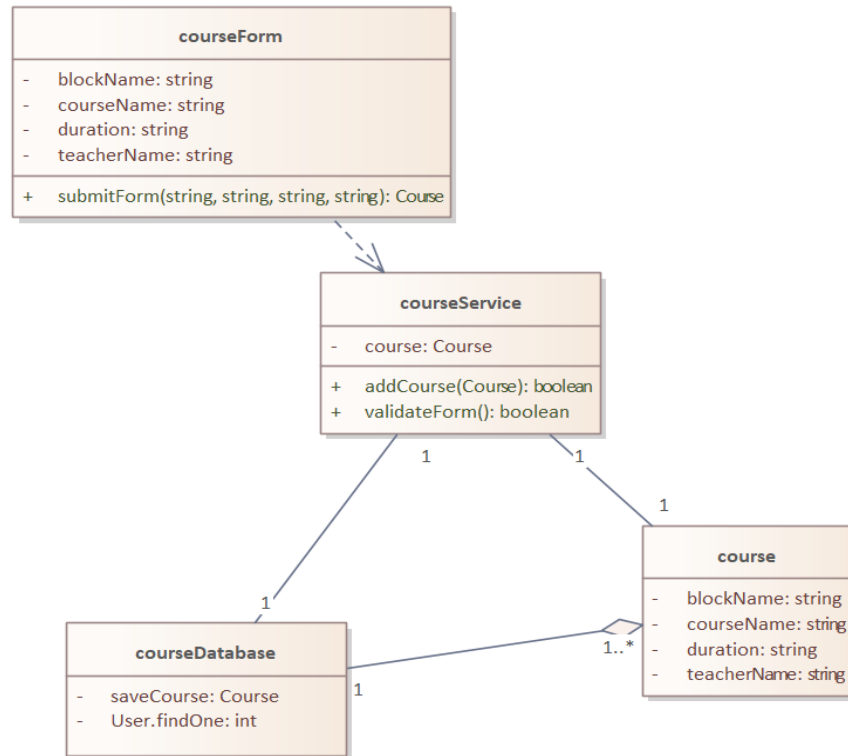 courseForm
- blockName: string
- courseName: string
- duration: string
- teacherName: string
+ submitForm(string, string, string, string): Course
courseService
- course: Course
+ addCourse(Course): boolean
+ validateForm(): boolean
1
1
1
1
course
- blockName: string
- courseName: string
- duration: string
- teacherName: string
1..*
1
courseDatabase
- saveCourse: Course
- User.findOne: int